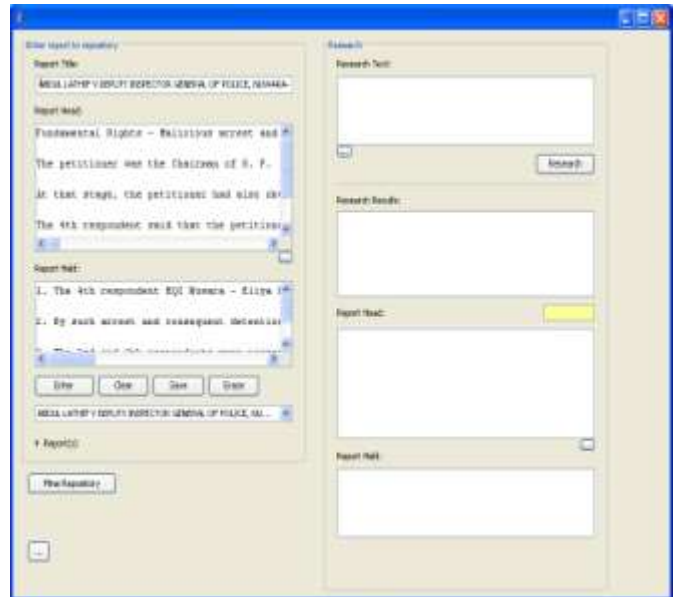 Enter report to repository
Report Title:
ABDUL LATHIF V DEPUTY INSPECTOR GENERAL OF POLICE, NUWARA-
Report Head:
Fundamental Rights - Malicious arrest and
The petitioner was the Chairman of S. P.
At that stage, the petitioner had also
The 4th respondent said that the petitioner
Report Held:
1. The 4th respondent HQI Nuwara - Eliya
2. By such arrest and consequent detention
Enter
Clear
Save
Erase
ABDUL LATHIF V DEPUTY INSPECTOR GENERAL OF POLICE, NU...
Report(s)
New Repository
...
Research
Research Text:
...
Research
Research Results:
Report Head:
...
Report Held: